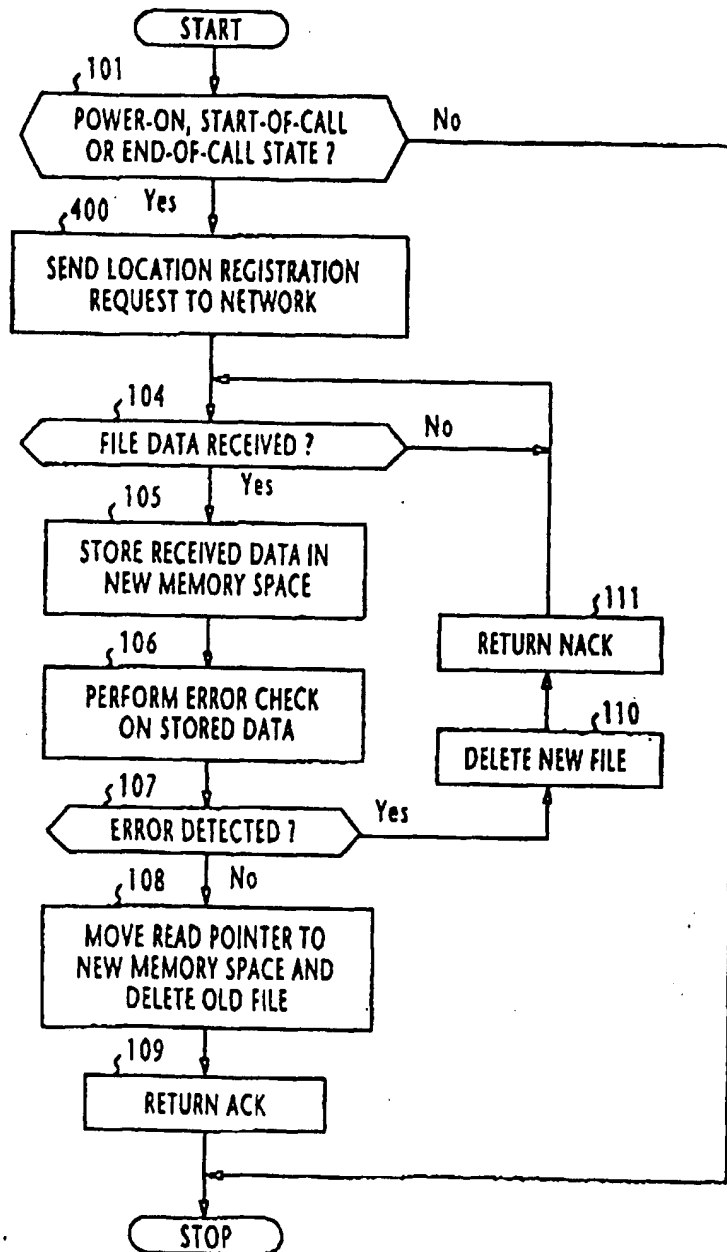 START
101
POWER-ON, START-OF-CALL
OR END-OF-CALL STATE ?
No
Yes
400
SEND LOCATION REGISTRATION
REQUEST TO NETWORK
104
FILE DATA RECEIVED ?
No
Yes
105
STORE RECEIVED DATA IN
NEW MEMORY SPACE
111
RETURN NACK
106
PERFORM ERROR CHECK
ON STORED DATA
110
DELETE NEW FILE
107
ERROR DETECTED ?
Yes
No
108
MOVE READ POINTER TO
NEW MEMORY SPACE AND
DELETE OLD FILE
109
RETURN ACK
STOP